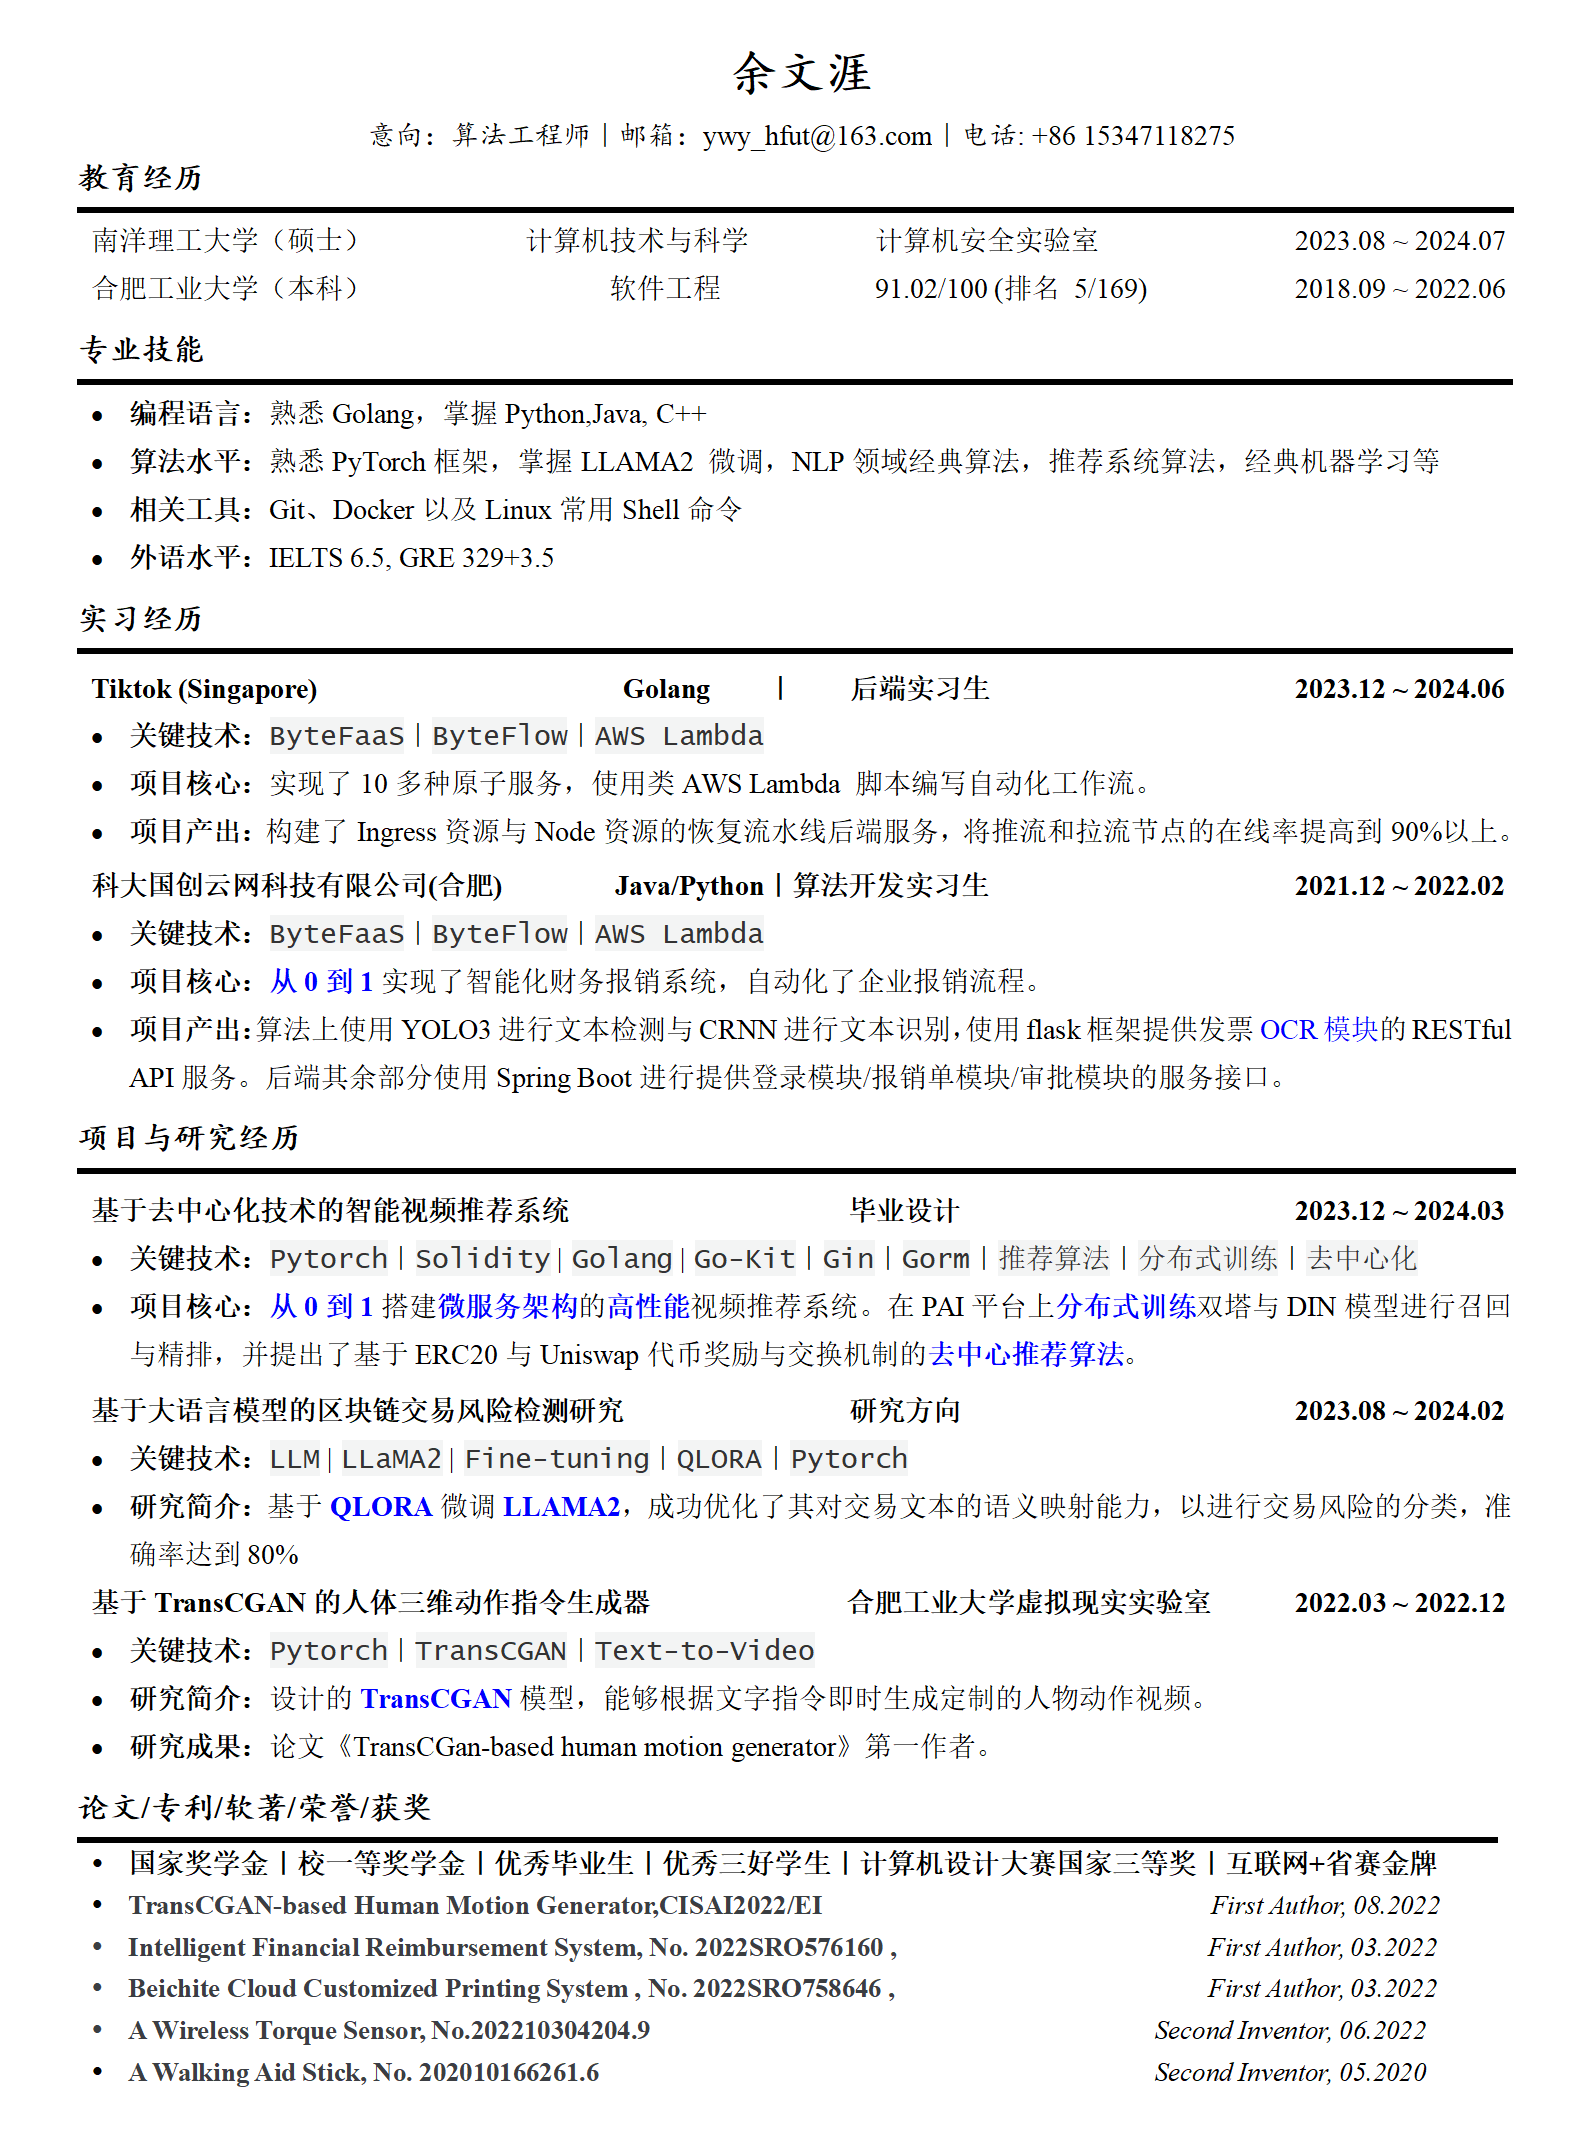 余文涯
意向：算法工程师 | 邮箱：ywy_hfut@163.com | 电话: +86 15347118275
教育经历
南洋理工大学（硕士） 计算机技术与科学 计算机安全实验室 2023.08 ~ 2024.07
合肥工业大学（本科） 软件工程 91.02/100 (排名 5/169) 2018.09 ~ 2022.06
专业技能
• 编程语言：熟悉 Golang，掌握 Python,Java, C++
• 算法水平：熟悉 PyTorch 框架，掌握 LLAMA2 微调，NLP 领域经典算法，推荐系统算法，经典机器学习等
• 相关工具：Git、Docker 以及 Linux 常用 Shell 命令
• 外语水平：IELTS 6.5, GRE 329+3.5
实习经历
Tiktok (Singapore) Golang | 后端实习生 2023.12 ~ 2024.06
• 关键技术：ByteFaaS | ByteFlow | AWS Lambda
• 项目核心：实现了 10 多种原子服务，使用类 AWS Lambda 脚本编写自动化工作流。
• 项目产出：构建了 Ingress 资源与 Node 资源的恢复流水线后端服务，将推流和拉流节点的在线率提高到 90%以上。
科大国创云网科技有限公司(合肥) Java/Python | 算法开发实习生 2021.12 ~ 2022.02
• 关键技术：ByteFaaS | ByteFlow | AWS Lambda
• 项目核心：从 0 到 1 实现了智能化财务报销系统，自动化了企业报销流程。
• 项目产出：算法上使用 YOLO3 进行文本检测与 CRNN 进行文本识别，使用 flask 框架提供发票 OCR 模块的 RESTful
API 服务。后端其余部分使用 Spring Boot 进行提供登录模块/报销单模块/审批模块的服务接口。
项目与研究经历
基于去中心化技术的智能视频推荐系统 毕业设计 2023.12 ~ 2024.03
• 关键技术：Pytorch | Solidity | Golang | Go-Kit | Gin | Gorm | 推荐算法 | 分布式训练 | 去中心化
• 项目核心：从 0 到 1 搭建微服务架构的高性能视频推荐系统。在 PAI 平台上分布式训练双塔与 DIN 模型进行召回
与精排，并提出了基于 ERC20 与 Uniswap 代币奖励与交换机制的去中心推荐算法。
基于大语言模型的区块链交易风险检测研究 研究方向 2023.08 ~ 2024.02
• 关键技术：LLM | LLaMA2 | Fine-tuning | QLORA | Pytorch
• 研究简介：基于 QLORA 微调 LLAMA2，成功优化了其对交易文本的语义映射能力，以进行交易风险的分类，准
确率达到 80%
基于 TransCGAN 的人体三维动作指令生成器 合肥工业大学虚拟现实实验室 2022.03 ~ 2022.12
• 关键技术：Pytorch | TransCGAN | Text-to-Video
• 研究简介：设计的 TransCGAN 模型，能够根据文字指令即时生成定制的人物动作视频。
• 研究成果：论文《TransCGan-based human motion generator》第一作者。
论文/专利/软著/荣誉/获奖
• 国家奖学金 | 校一等奖学金 | 优秀毕业生 | 优秀三好学生 | 计算机设计大赛国家三等奖 | 互联网+省赛金牌
• TransCGAN-based Human Motion Generator,CISAI2022/EI First Author, 08.2022
• Intelligent Financial Reimbursement System, No. 2022SRO576160 , First Author, 03.2022
• Beichite Cloud Customized Printing System , No. 2022SRO758646 , First Author, 03.2022
• A Wireless Torque Sensor, No.202210304204.9 Second Inventor, 06.2022
• A Walking Aid Stick, No. 202010166261.6 Second Inventor, 05.2020